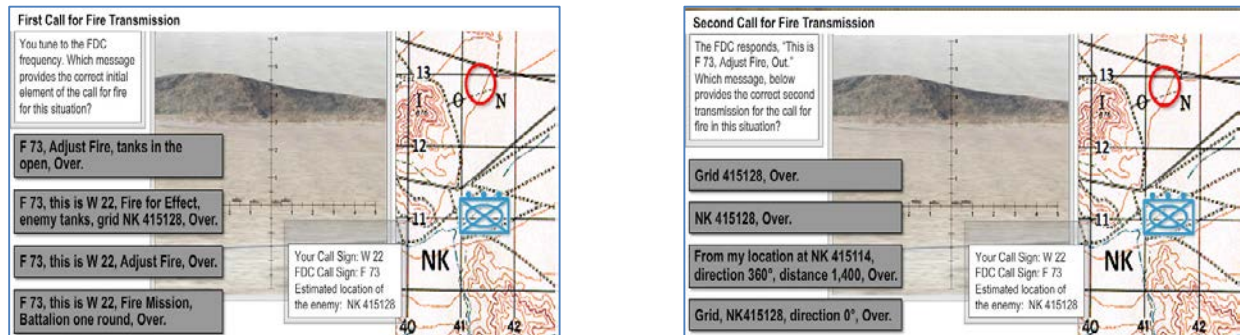 First Call for Fire Transmission
You tune to the FDC
frequency. Which message
provides the correct initial
element of the call for fire
for this situation?
F 73, Adjust Fire, tanks in the
open, Over.
F 73, this is W 22, Fire for Effect,
enemy tanks, grid NK 415128, Over.
F 73, this is W 22, Adjust Fire, Over.
F 73, this is W 22, Fire Mission,
Battalion one round, Over.
Your Call Sign: W 22
FDC Call Sign: F 73
Estimated location of
the enemy: NK 415128
13
I O N
12
11
NK
40 41 42
Second Call for Fire Transmission
The FDC responds, "This is
F 73, Adjust Fire, Out."
Which message, below
provides the correct second
transmission for the call for
fire in this situation?
Grid 415128, Over.
NK 415128, Over.
From my location at NK 415114,
direction 360°, distance 1,400, Over.
Grid, NK415128, direction 0°, Over.
Your Call Sign: W 22
FDC Call Sign: F 73
Estimated location of
the enemy: NK 415128
13
I O N
12
11
NK
40 41 42